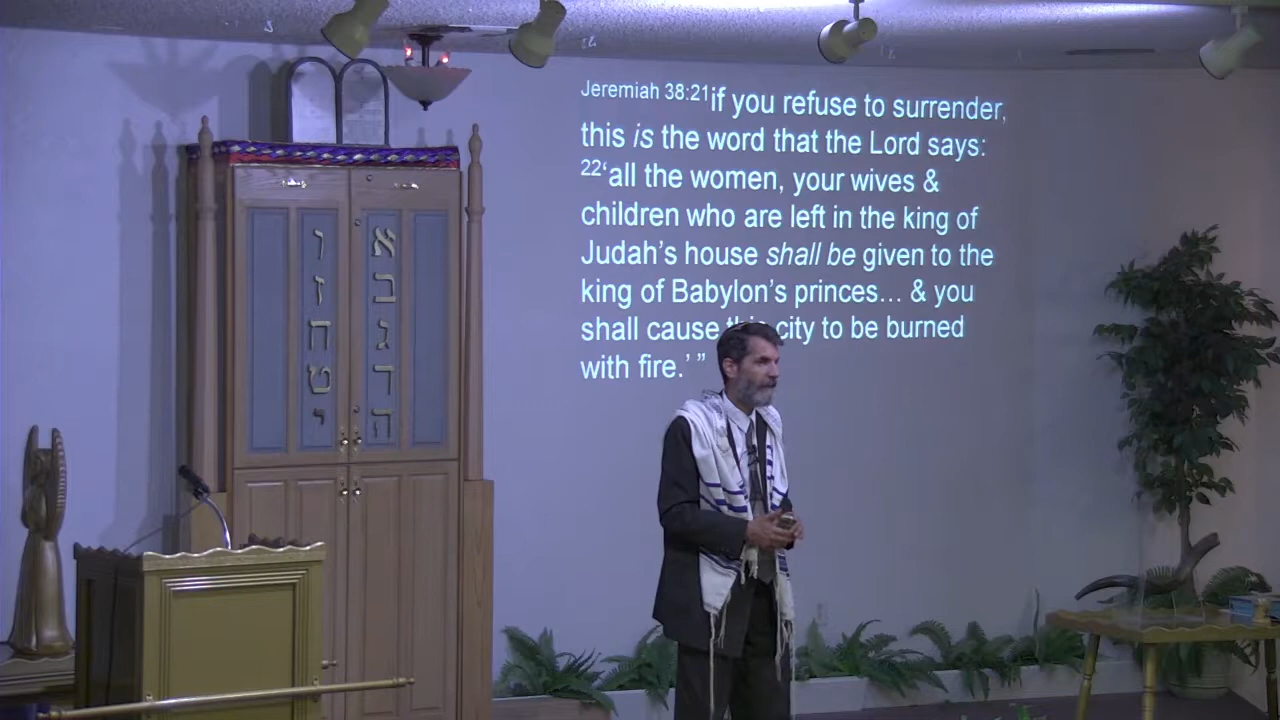 Jeremiah 38:21if you refuse to surrender,
this is the word that the Lord says:
22‘all the women, your wives &
children who are left in the king of
Judah’s house shall be given to the
king of Babylon’s princes… & you
shall cause this city to be burned
with fire.’ ”
ו א
ז ב
ח ג
ט ד
י ה